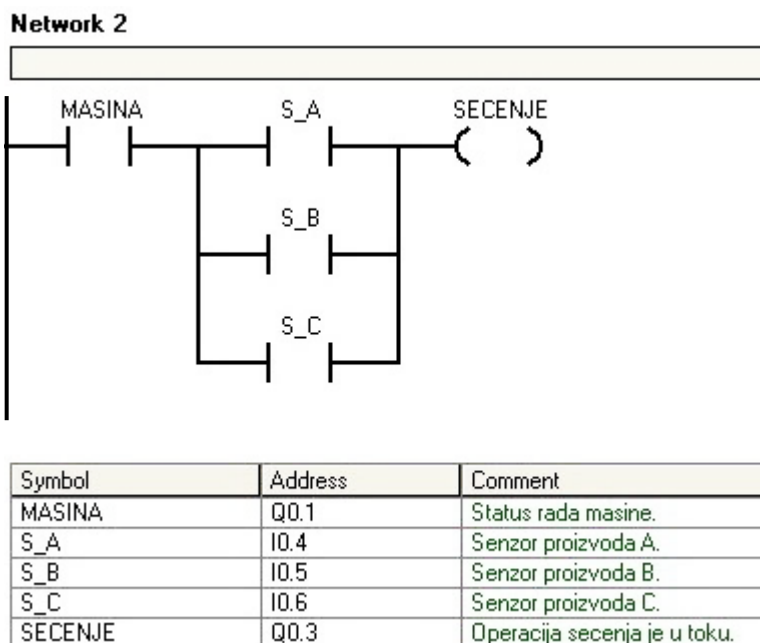 Network 2
MASINA S_A SECENJE
S_B
S_C
Symbol Address Comment
MASINA Q0.1 Status rada masine.
S_A I0.4 Senzor proizvoda A.
S_B I0.5 Senzor proizvoda B.
S_C I0.6 Senzor proizvoda C.
SECENJE Q0.3 Operacija secenja je u toku.